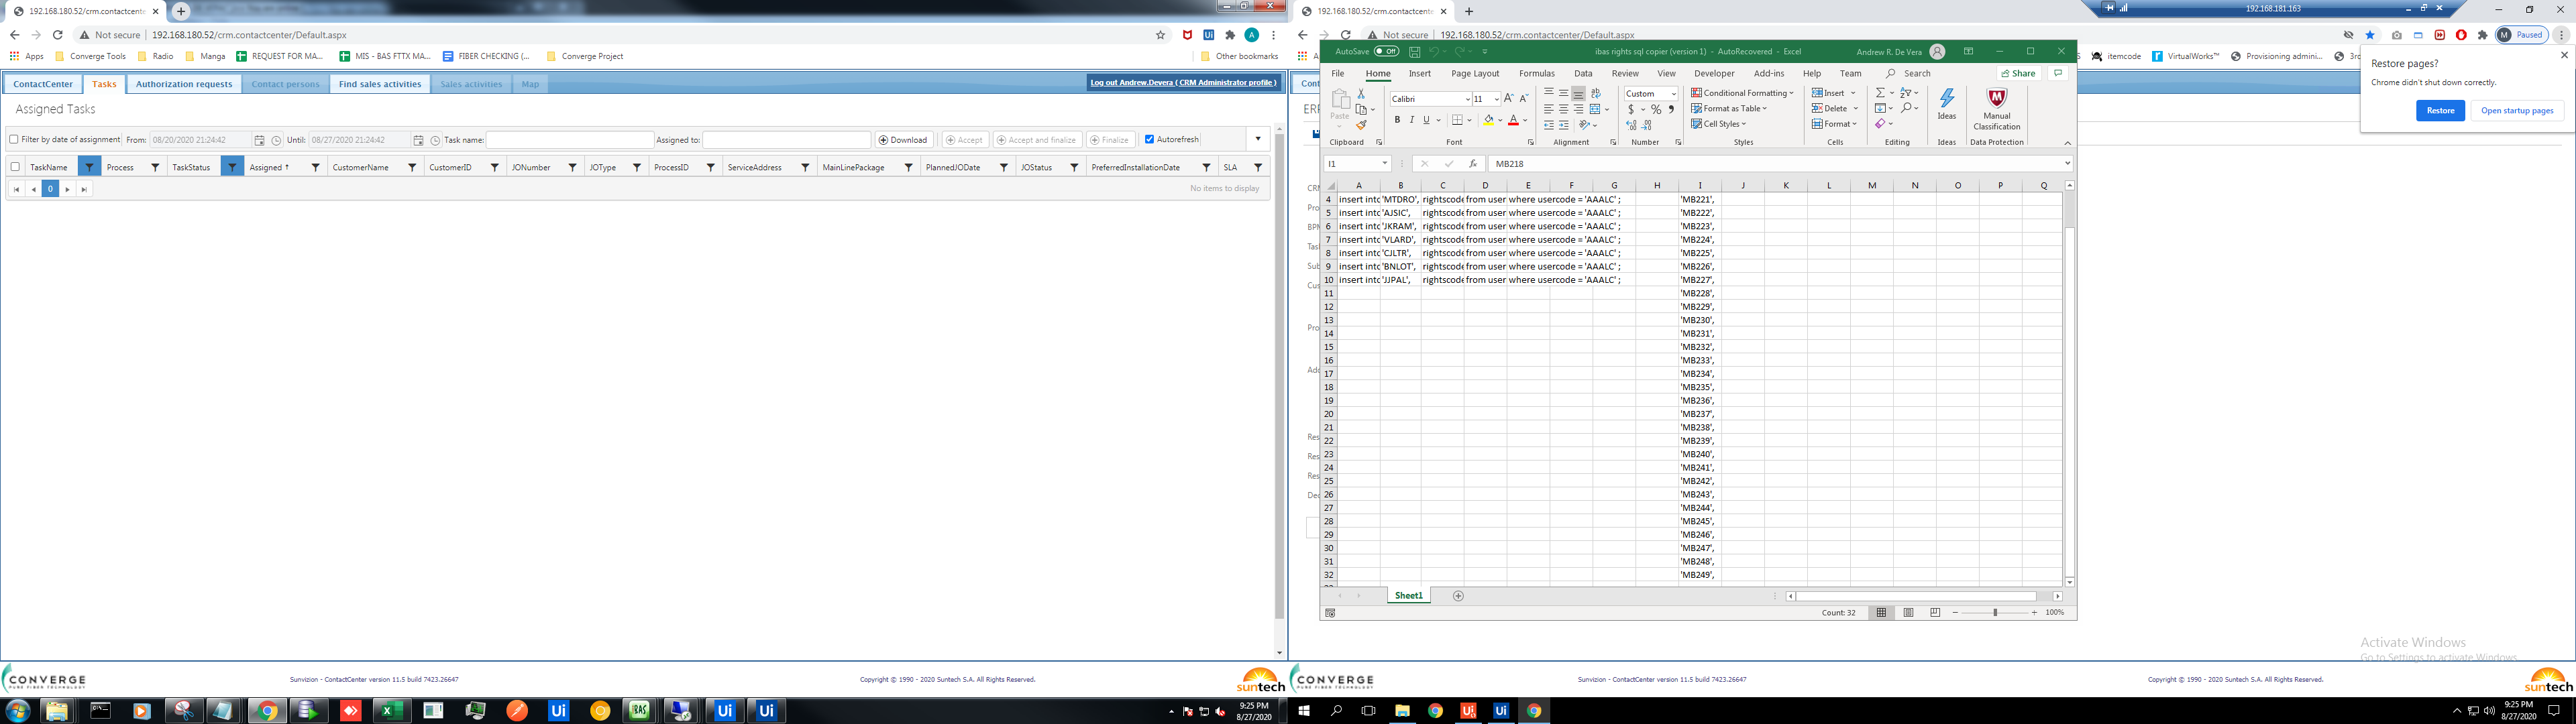 192.168.180.52/crm.contactcenter
Not secure
192.168.180.52/crm.contactcenter/Default.aspx
Apps
Converge Tools
Radio
Manga
REQUEST FOR MA...
MIS - BAS FTTX MA...
FIBER CHECKING (...
Converge Project
Other bookmarks
ContactCenter
Tasks
Authorization requests
Contact persons
Find sales activities
Sales activities
Map
Log out Andrew.Devera ( CRM Administrator profile )
Assigned Tasks
Filter by date of assignment
From:
08/20/2020 21:24:42
Until:
08/27/2020 21:24:42
Task name:
Assigned to:
Download
Accept
Accept and finalize
Finalize
Autorefresh
TaskName
Process
TaskStatus
Assigned ↑
CustomerName
CustomerID
JONumber
JOType
ProcessID
ServiceAddress
MainLinePackage
PlannedJODate
JOStatus
PreferredInstallationDate
SLA
0
No items to display
CONVERGE
PURE FIBER TECHNOLOGY
Sunvizion - ContactCenter version 11.5 build 7423.26647
Copyright © 1990 - 2020 Suntech S.A. All Rights Reserved.
suntech
9:25 PM
8/27/2020
192.168.180.52/crm.contactcente
192.168.181.163
Not secure
192.168.180.52/crm.contactcenter/Default.aspx
Paused
itemcode
VirtualWorks™
Provisioning admini...
Restore pages?
Chrome didn't shut down correctly.
Restore
Open startup pages
AutoSave
Off
ibas rights sql copier (version 1) - AutoRecovered - Excel
Andrew R. De Vera
File
Home
Insert
Page Layout
Formulas
Data
Review
View
Developer
Add-ins
Help
Team
Search
Share
Paste
Calibri
11
Custom
Conditional Formatting
Format as Table
Cell Styles
Insert
Delete
Format
Ideas
Manual
Classification
Clipboard
Font
Alignment
Number
Styles
Cells
Editing
Ideas
Data Protection
I1
MB218
A B C D E F G H I J K L M N O P Q
4 insert into 'MTDRO', rightscode from user where usercode = 'AAALC' ; 'MB221',
5 insert into 'AJSIC', rightscode from user where usercode = 'AAALC' ; 'MB222',
6 insert into 'JKRAM', rightscode from user where usercode = 'AAALC' ; 'MB223',
7 insert into 'VLARD', rightscode from user where usercode = 'AAALC' ; 'MB224',
8 insert into 'CJLTR', rightscode from user where usercode = 'AAALC' ; 'MB225',
9 insert into 'BNLOT', rightscode from user where usercode = 'AAALC' ; 'MB226',
10 insert into 'JJPAL', rightscode from user where usercode = 'AAALC' ; 'MB227',
11 'MB228',
12 'MB229',
13 'MB230',
14 'MB231',
15 'MB232',
16 'MB233',
17 'MB234',
18 'MB235',
19 'MB236',
20 'MB237',
21 'MB238',
22 'MB239',
23 'MB240',
24 'MB241',
25 'MB242',
26 'MB243',
27 'MB244',
28 'MB245',
29 'MB246',
30 'MB247',
31 'MB248',
32 'MB249',
Sheet1
Count: 32
100%
Activate Windows
Go to Settings to activate Windows.
CONVERGE
PURE FIBER TECHNOLOGY
Sunvizion - ContactCenter version 11.5 build 7423.26647
Copyright © 1990 - 2020 Suntech S.A. All Rights Reserved.
suntech
9:25 PM
8/27/2020